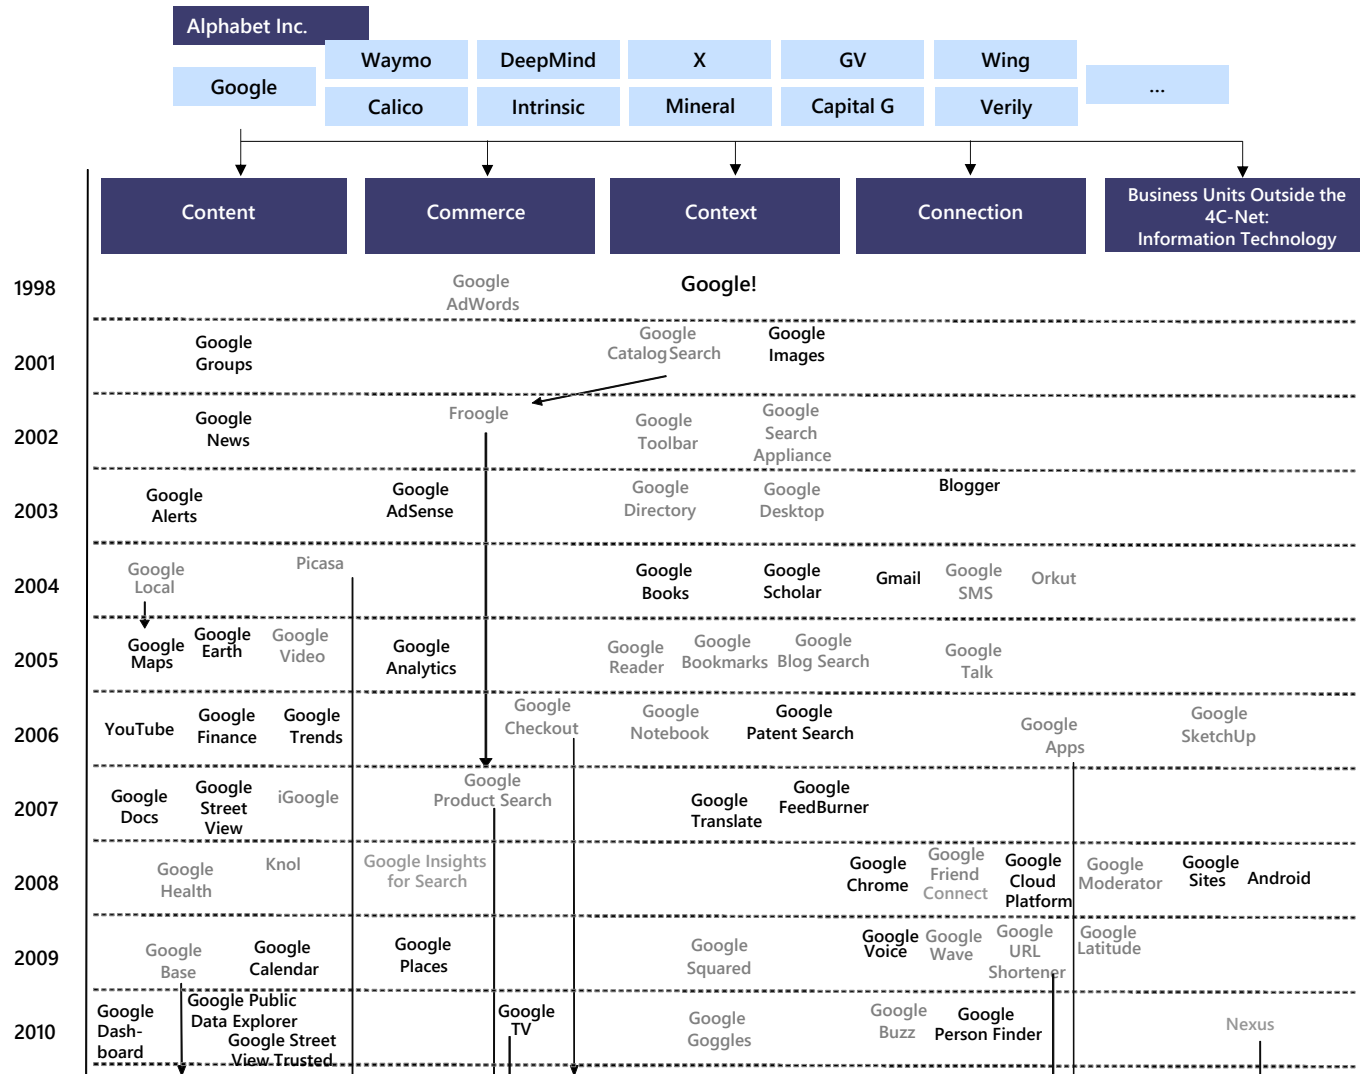 Alphabet Inc.
Google
Waymo
DeepMind
X
GV
Wing
...
Calico
Intrinsic
Mineral
Capital G
Verily
Content
Commerce
Context
Connection
Business Units Outside the
4C-Net:
Information Technology
1998
Google
AdWords
Google!
2001
Google
Groups
Google
Catalog Search
Google
Images
2002
Google
News
Froogle
Google
Toolbar
Google
Search
Appliance
2003
Google
Alerts
Google
AdSense
Google
Directory
Google
Desktop
Blogger
2004
Google
Local
Picasa
Google
Books
Google
Scholar
Gmail
Google
SMS
Orkut
2005
Google
Maps
Google
Earth
Google
Video
Google
Analytics
Google
Reader
Google
Bookmarks
Google
Blog Search
Google
Talk
2006
YouTube
Google
Finance
Google
Trends
Google
Checkout
Google
Notebook
Google
Patent Search
Google
Apps
Google
SketchUp
2007
Google
Docs
Google
Street
View
iGoogle
Google
Product Search
Google
Translate
Google
FeedBurner
2008
Google
Health
Knol
Google Insights
for Search
Google
Chrome
Google
Friend
Connect
Google
Cloud
Platform
Google
Moderator
Google
Sites
Android
2009
Google
Base
Google
Calendar
Google
Places
Google
Squared
Google
Voice
Google
Wave
Google
URL
Shortener
Google
Latitude
2010
Google
Dash-
board
Google Public
Data Explorer
Google Street
View Trusted
Google
TV
Google
Goggles
Google
Buzz
Google
Person Finder
Nexus